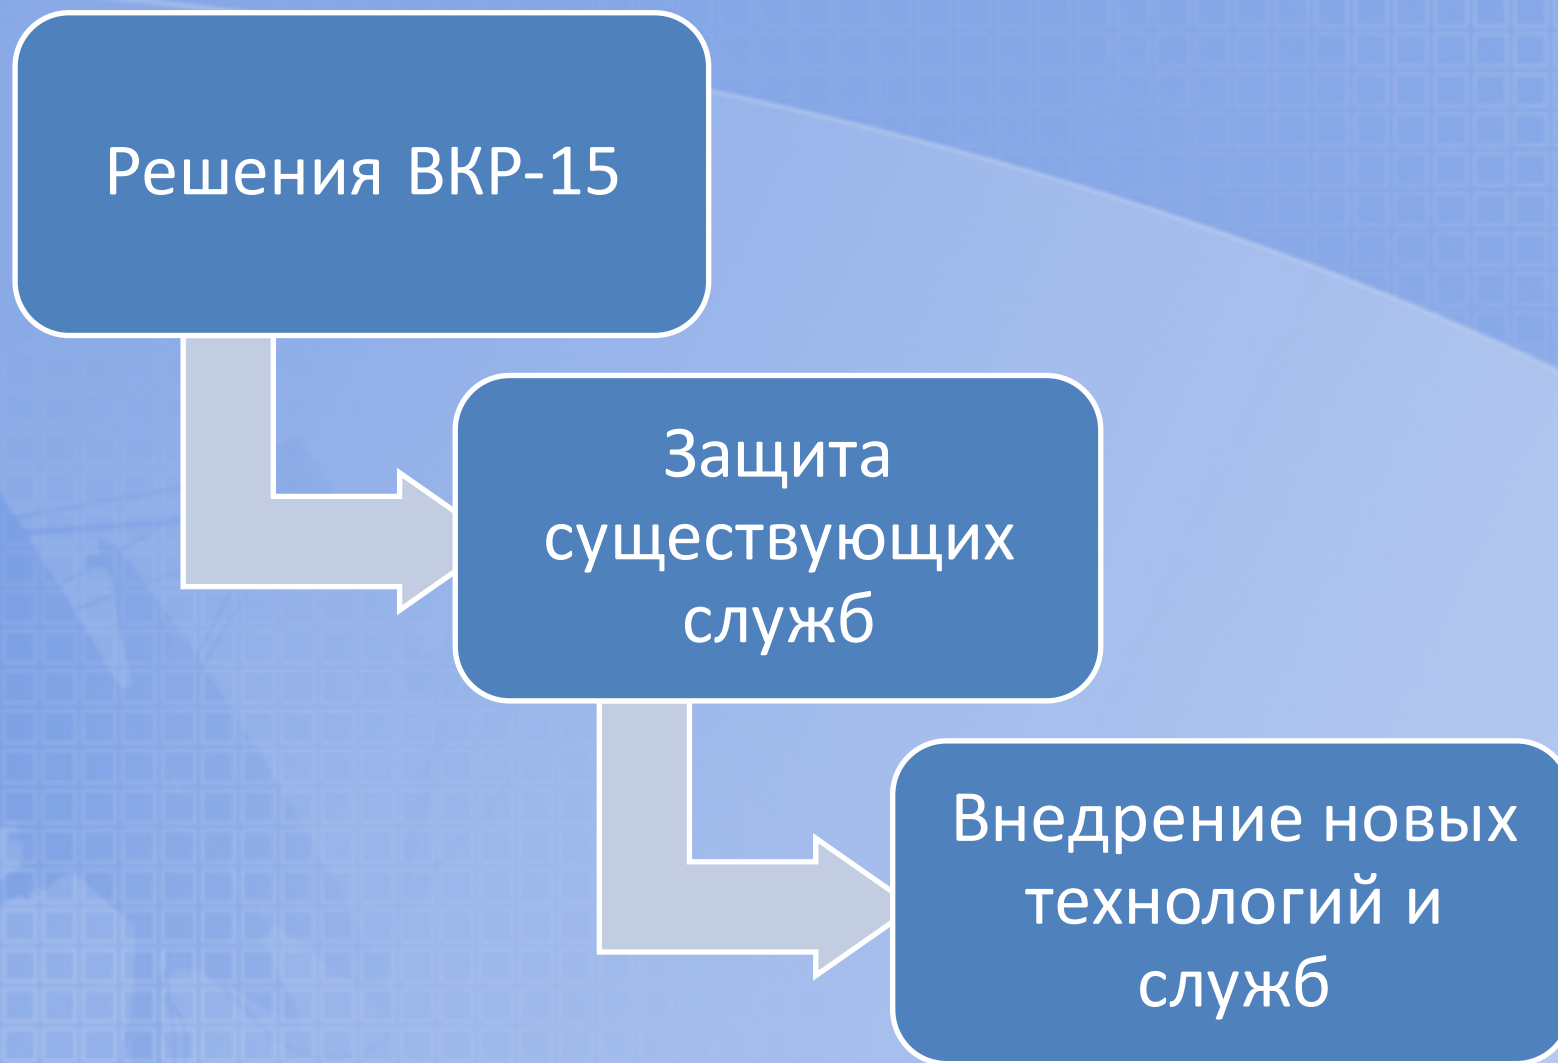 Решения ВКР-15
Защита
существующих
служб
Внедрение новых
технологий и
служб